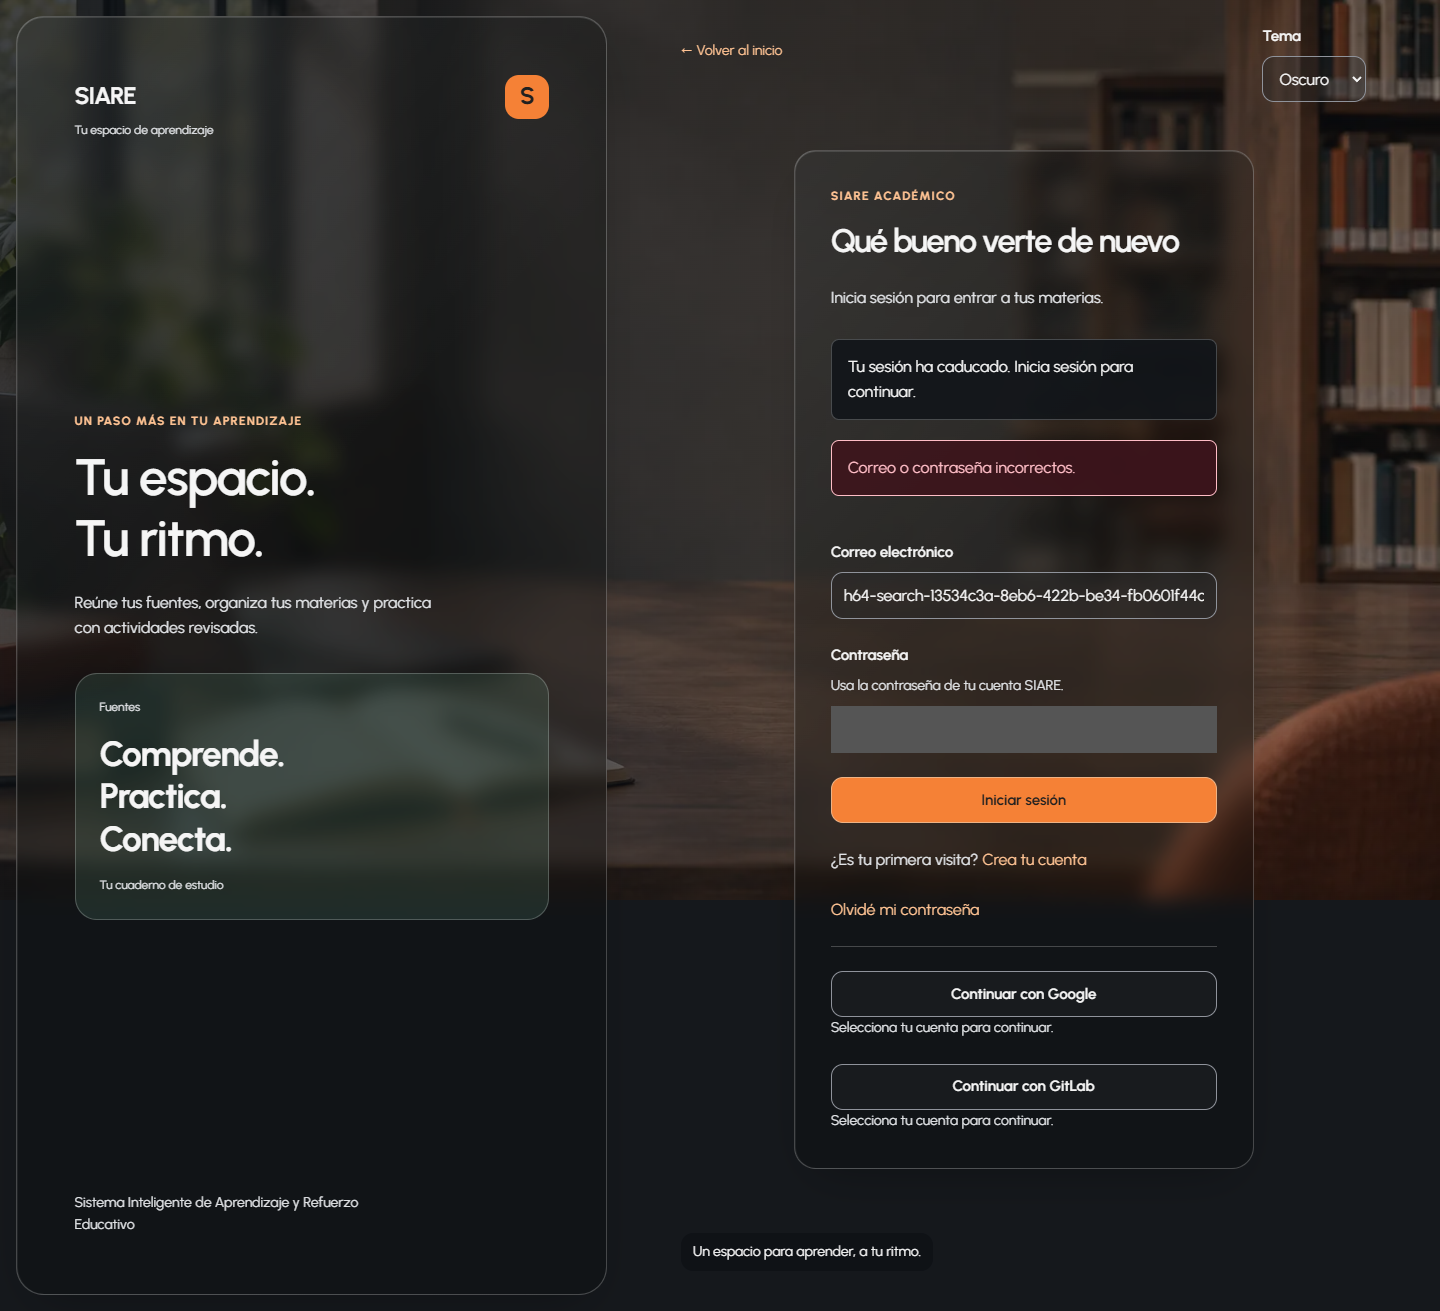 SIARE
S
Tu espacio de aprendizaje
UN PASO MÁS EN TU APRENDIZAJE
Tu espacio.
Tu ritmo.
Reúne tus fuentes, organiza tus materias y practica
con actividades revisadas.
Fuentes
Comprende.
Practica.
Conecta.
Tu cuaderno de estudio
Sistema Inteligente de Aprendizaje y Refuerzo
Educativo
← Volver al inicio
Tema
Oscuro
SIARE ACADÉMICO
Qué bueno verte de nuevo
Inicia sesión para entrar a tus materias.
Tu sesión ha caducado. Inicia sesión para
continuar.
Correo o contraseña incorrectos.
Correo electrónico
h64-search-13534c3a-8eb6-422b-be34-fb0601f44c
Contraseña
Usa la contraseña de tu cuenta SIARE.
Iniciar sesión
¿Es tu primera visita? Crea tu cuenta
Olvidé mi contraseña
Continuar con Google
Selecciona tu cuenta para continuar.
Continuar con GitLab
Selecciona tu cuenta para continuar.
Un espacio para aprender, a tu ritmo.